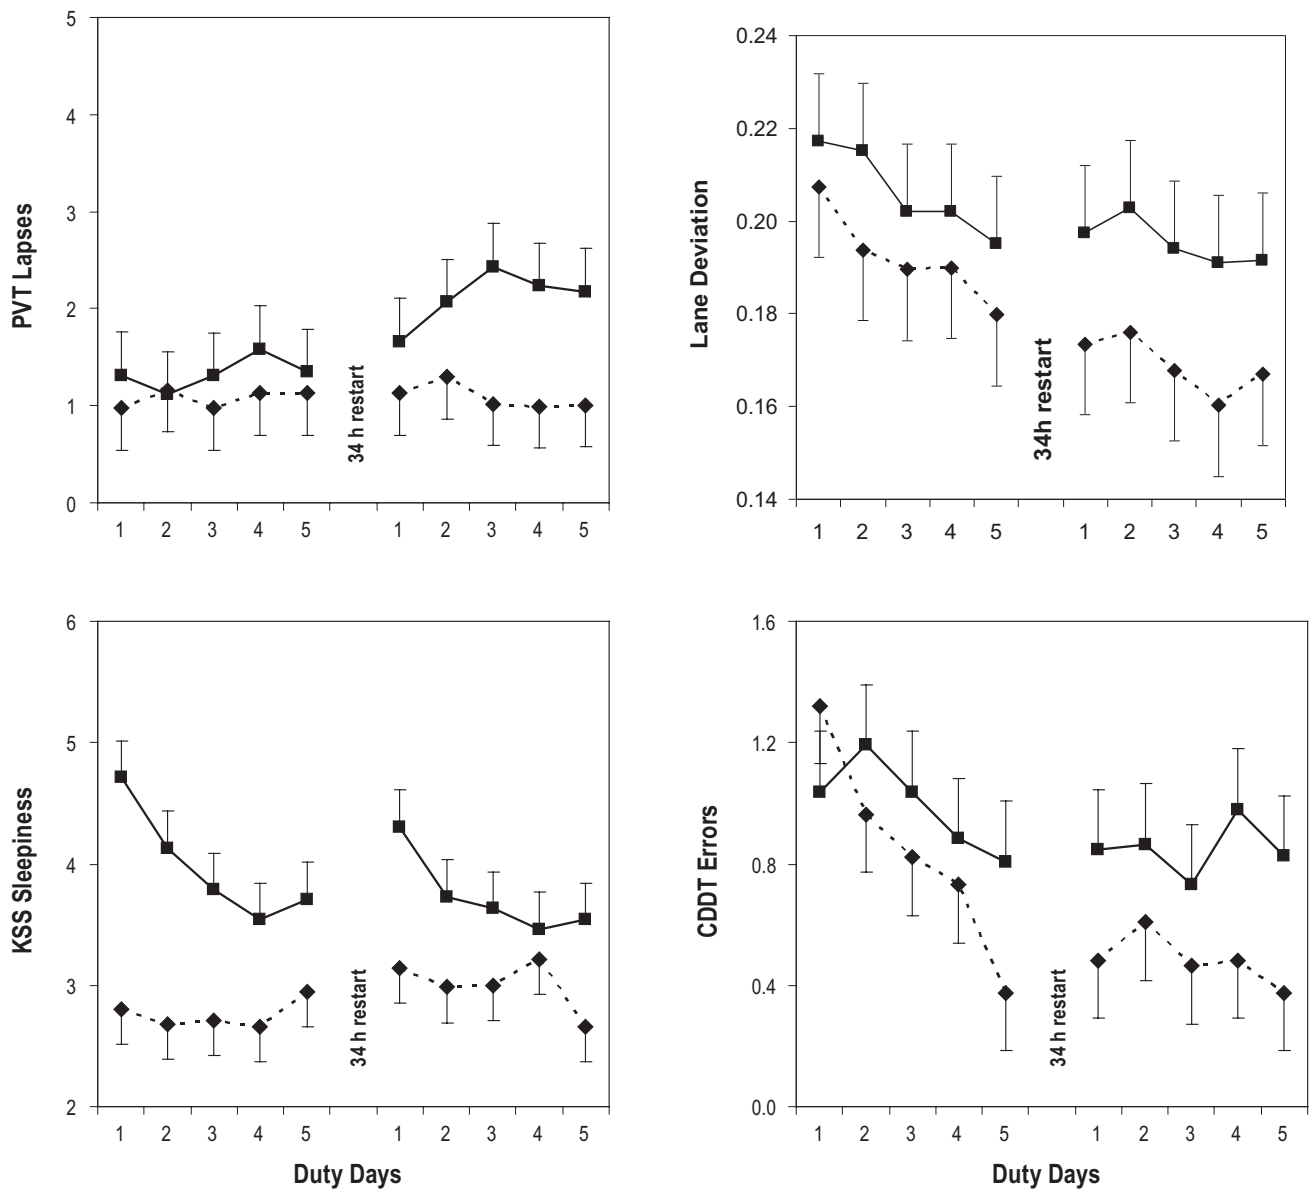 PVT Lapses
5
4
3
2
1
0
34 h restart
1 2 3 4 5 1 2 3 4 5
Lane Deviation
0.24
0.22
0.20
0.18
0.16
0.14
34h restart
1 2 3 4 5 1 2 3 4 5
KSS Sleepiness
6
5
4
3
2
34 h restart
1 2 3 4 5 1 2 3 4 5
Duty Days
CDDT Errors
1.6
1.2
0.8
0.4
0.0
34 h restart
1 2 3 4 5 1 2 3 4 5
Duty Days